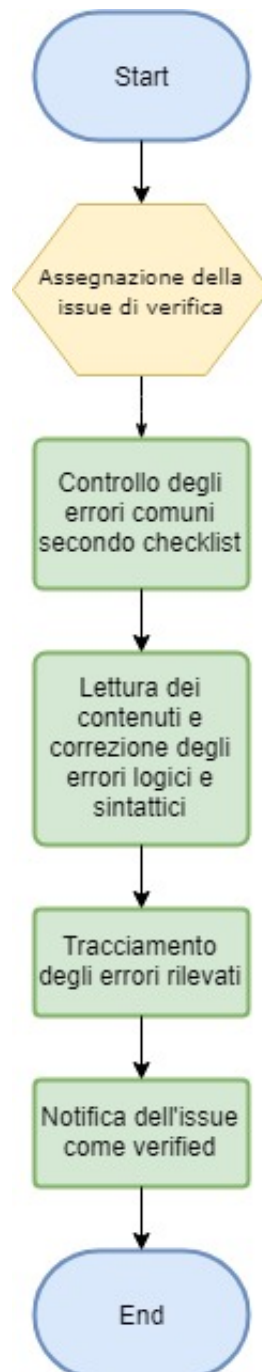 Start
Assegnazione della
issue di verifica
Controllo degli
errori comuni
secondo checklist
Lettura dei
contenuti e
correzione degli
errori logici e
sintattici
Tracciamento
degli errori rilevati
Notifica dell'issue
come verified
End